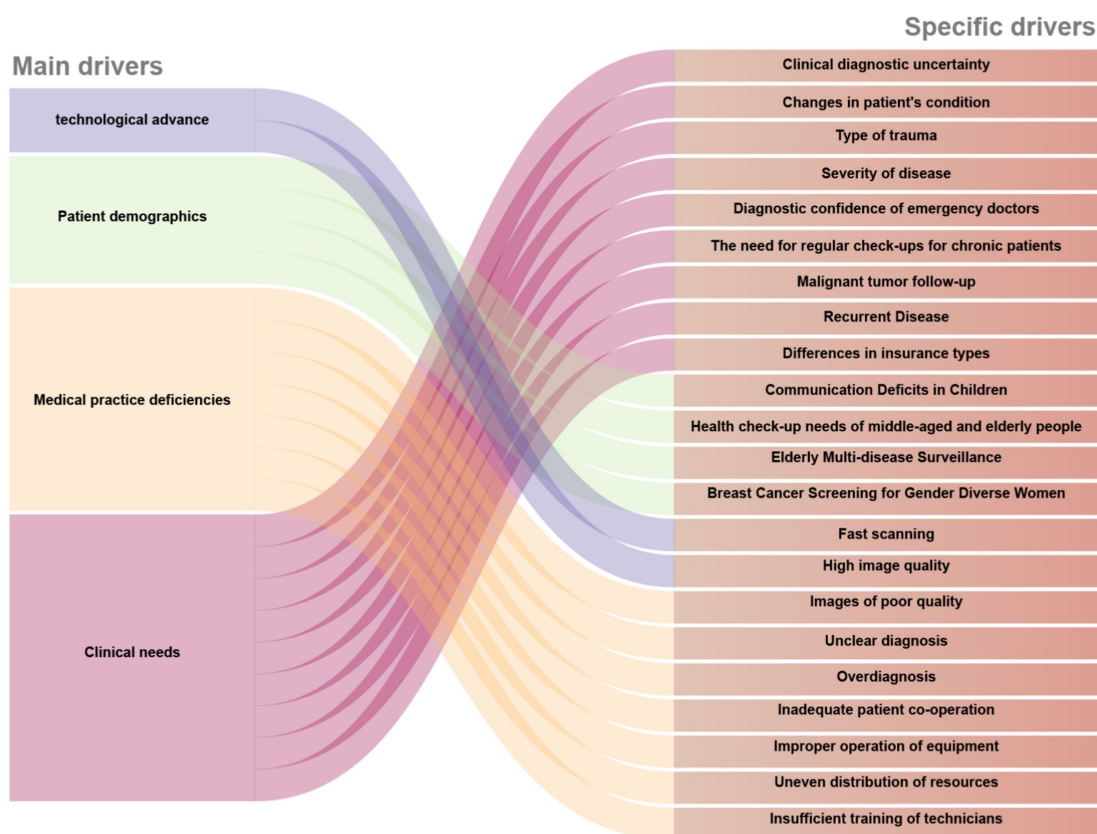 Specific drivers
Main drivers
technological advance
Patient demographics
Medical practice deficiencies
Clinical needs
Clinical diagnostic uncertainty
Changes in patient's condition
Type of trauma
Severity of disease
Diagnostic confidence of emergency doctors
The need for regular check-ups for chronic patients
Malignant tumor follow-up
Recurrent Disease
Differences in insurance types
Communication Deficits in Children
Health check-up needs of middle-aged and elderly people
Elderly Multi-disease Surveillance
Breast Cancer Screening for Gender Diverse Women
Fast scanning
High image quality
Images of poor quality
Unclear diagnosis
Overdiagnosis
Inadequate patient co-operation
Improper operation of equipment
Uneven distribution of resources
Insufficient training of technicians